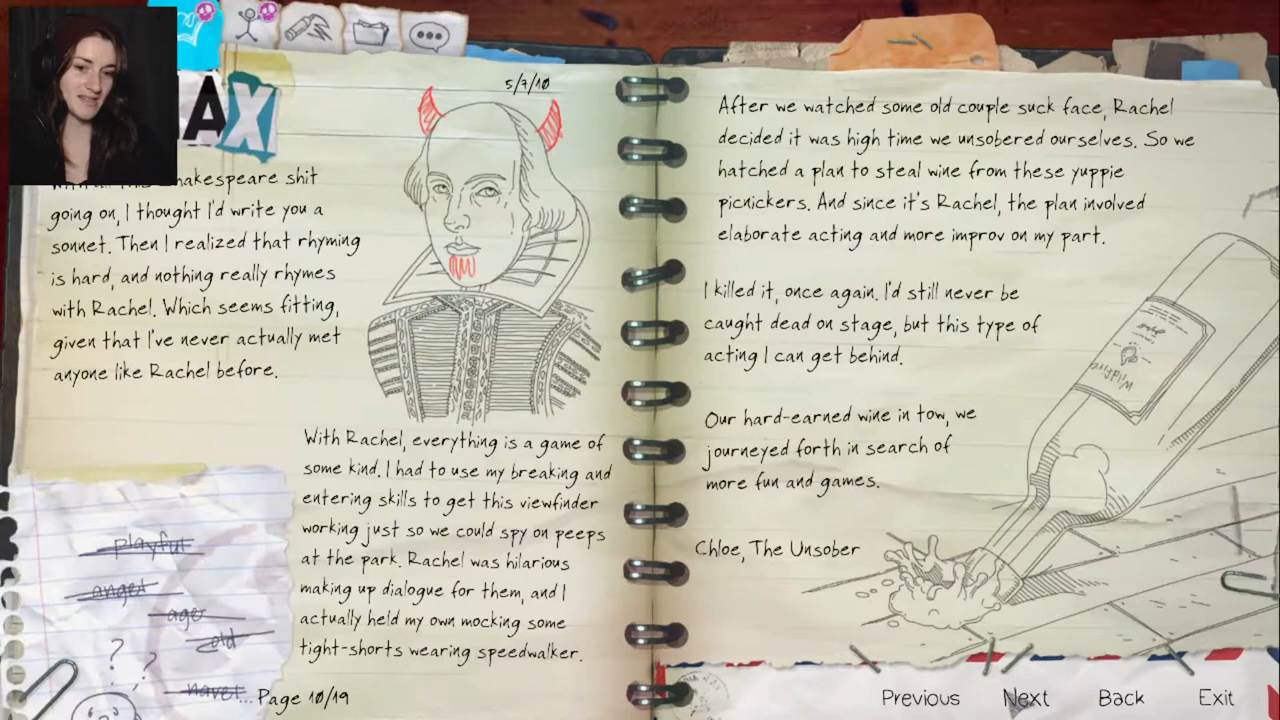 AX
5/7/10
Shakespeare shit
going on, I thought I'd write you a
sonnet. Then I realized that rhyming
is hard, and nothing really rhymes
with Rachel. Which seems fitting,
given that I've never actually met
anyone like Rachel before.
With Rachel, everything is a game of
some kind. I had to use my breaking and
entering skills to get this viewfinder
working just so we could spy on peeps
at the park. Rachel was hilarious
making up dialogue for them, and I
actually held my own mocking some
tight-shorts wearing speedwalker.
playful
angel
ager
old
navel...
? ?
Page 10/19
After we watched some old couple suck face, Rachel
decided it was high time we unsobered ourselves. So we
hatched a plan to steal wine from these yuppie
picnickers. And since it's Rachel, the plan involved
elaborate acting and more improv on my part.
I killed it, once again. I'd still never be
caught dead on stage, but this type of
acting I can get behind.
Our hard-earned wine in tow, we
journeyed forth in search of
more fun and games.
Chloe, The Unsober
Previous Next Back Exit